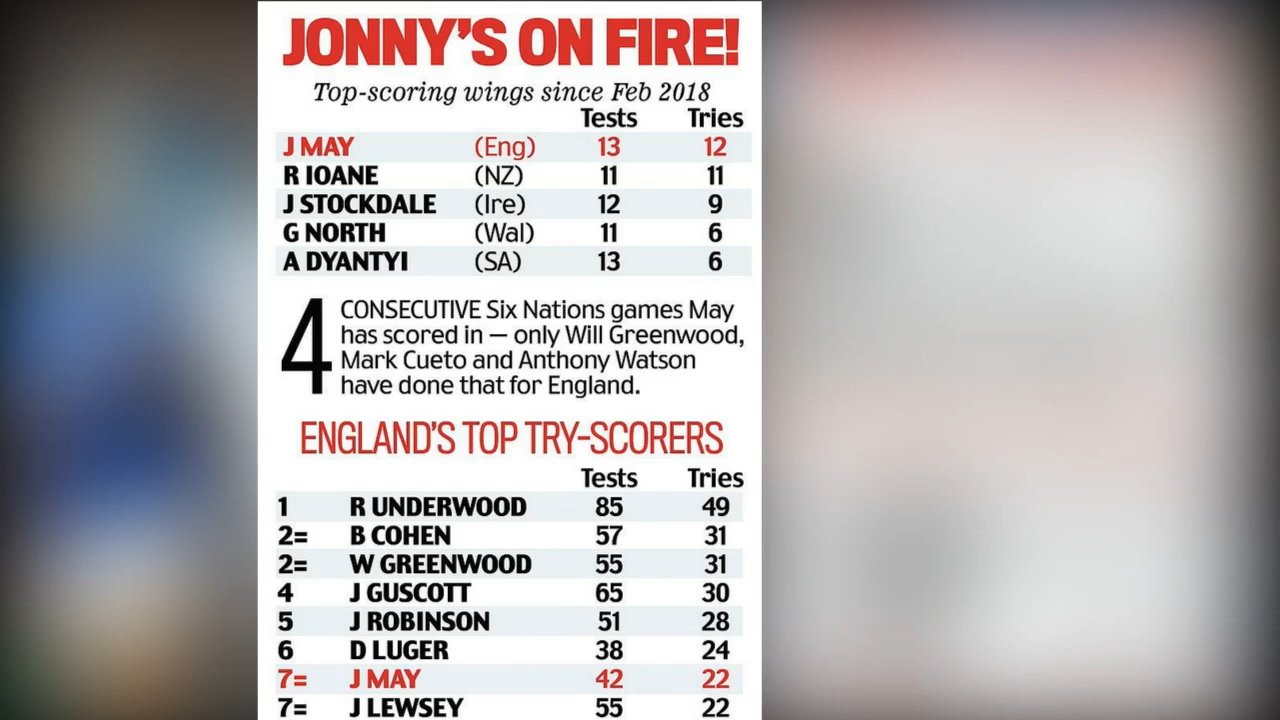 JONNY'S ON FIRE!
Top-scoring wings since Feb 2018
Tests Tries
J MAY (Eng) 13 12
R IOANE (NZ) 11 11
J STOCKDALE (Ire) 12 9
G NORTH (Wal) 11 6
A DYANTYI (SA) 13 6
4 CONSECUTIVE Six Nations games May
has scored in — only Will Greenwood,
Mark Cueto and Anthony Watson
have done that for England.
ENGLAND'S TOP TRY-SCORERS
Tests Tries
1 R UNDERWOOD 85 49
2= B COHEN 57 31
2= W GREENWOOD 55 31
4 J GUSCOTT 65 30
5 J ROBINSON 51 28
6 D LUGER 38 24
7= J MAY 42 22
7= J LEWSEY 55 22